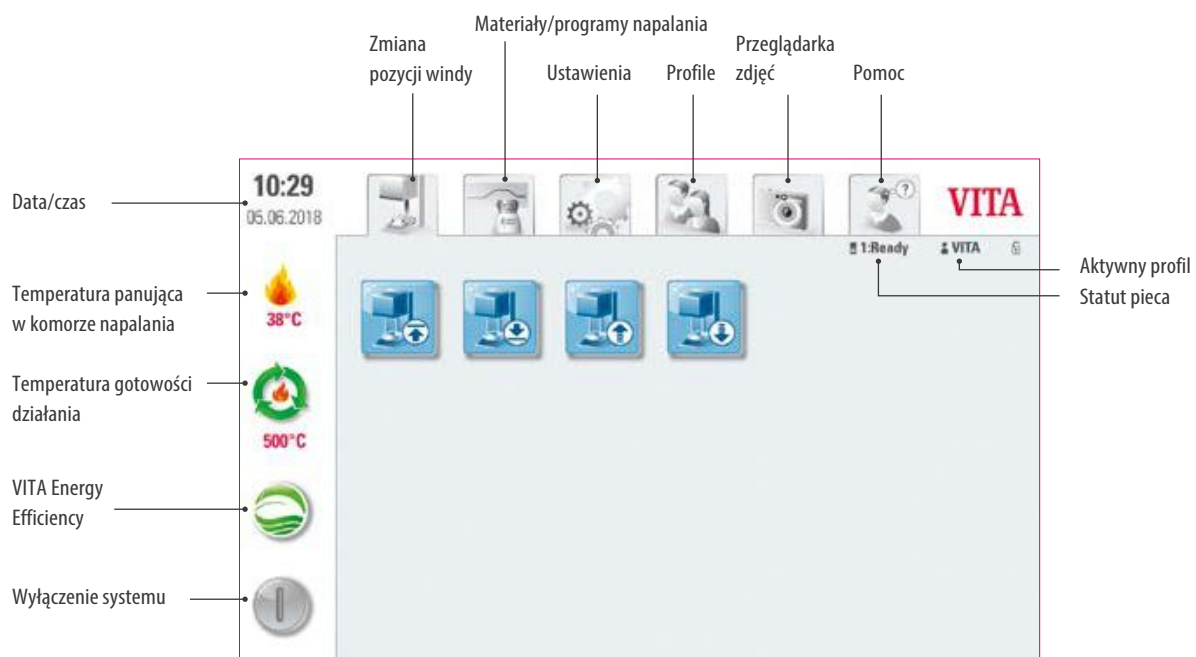 Materiały/programy napalania
Zmiana
pozycji windy
Ustawienia
Profile
Przeglądarka
zdjęć
Pomoc
Data/czas
10:29
05.06.2018
VITA
1:Ready
VITA
Aktywny profil
Statut pieca
Temperatura panująca
w komorze napalania
38°C
Temperatura gotowości
działania
500°C
VITA Energy
Efficiency
Wyłączenie systemu
?